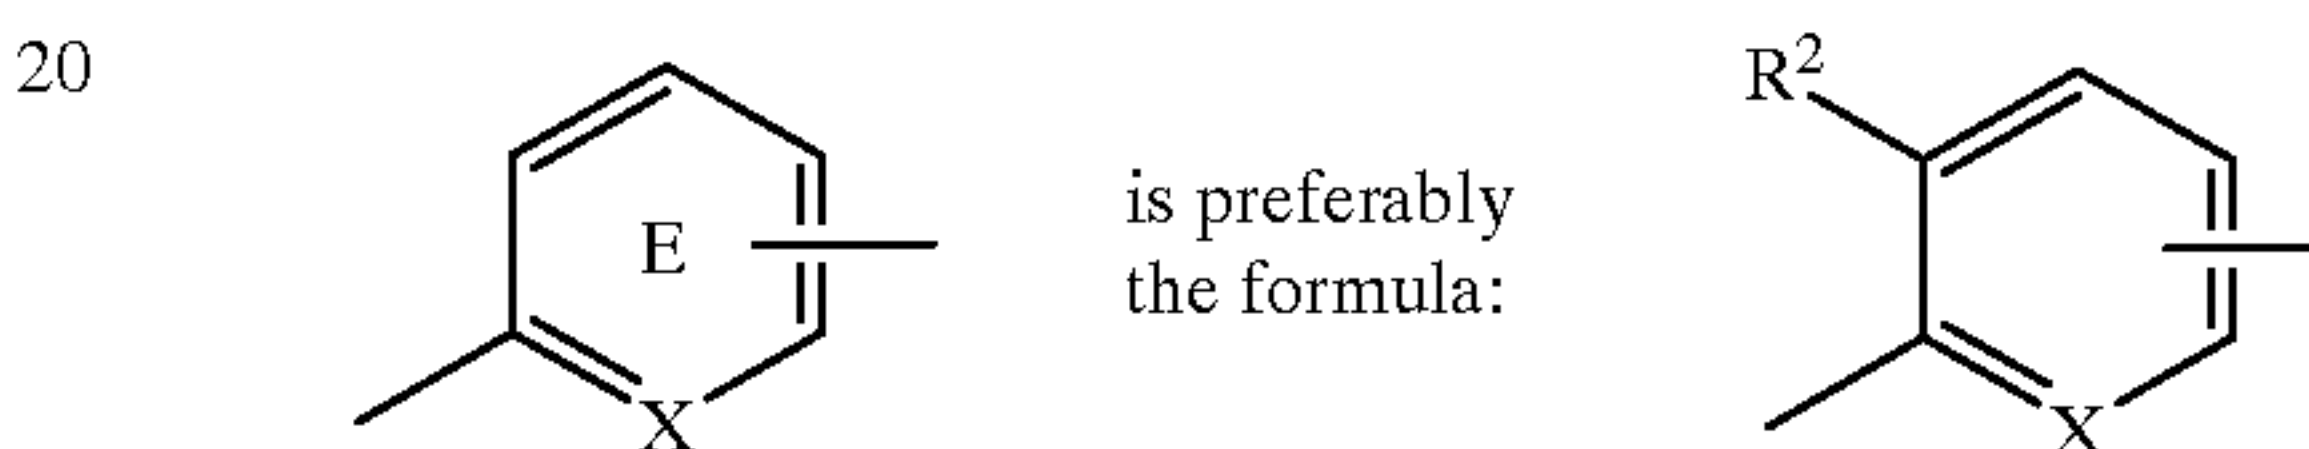 20
R²
E
is preferably
the formula:
X
X